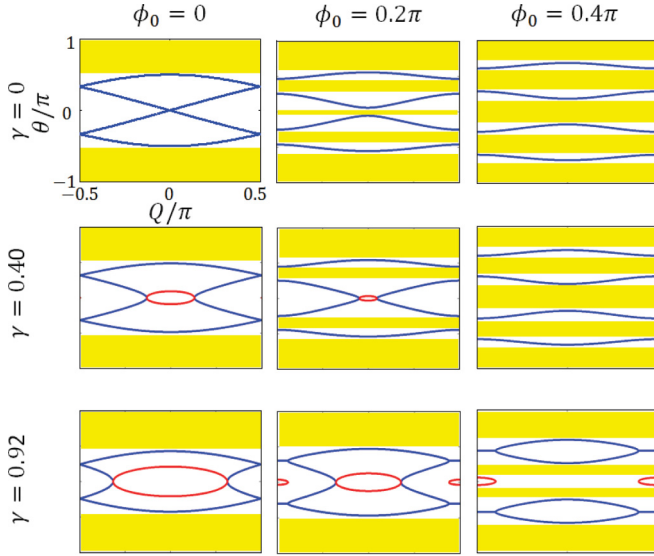 ϕ₀ = 0
ϕ₀ = 0.2π
ϕ₀ = 0.4π
γ = 0
θ/π
1
0
−1
−0.5
0
0.5
Q/π
γ = 0.40
γ = 0.92